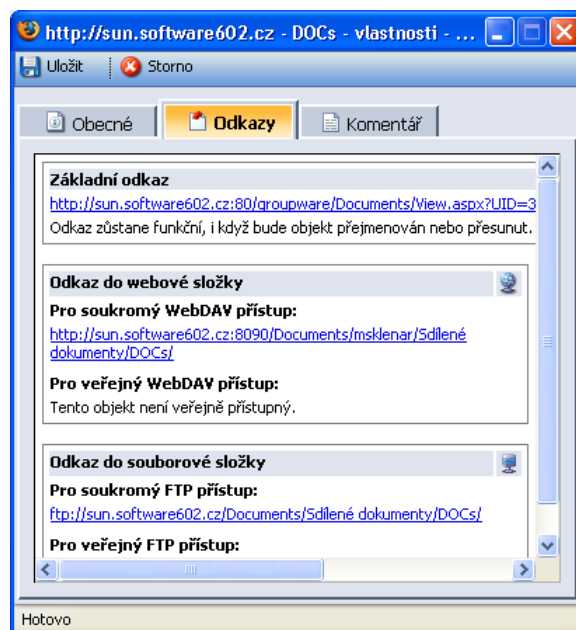 http://sun.software602.cz - DOCs - vlastnosti - ...
Uložit Storno
Obecné Odkazy Komentář
Základní odkaz
http://sun.software602.cz:80/groupware/Documents/View.aspx?UID=3
Odkaz zůstane funkční, i když bude objekt přejmenován nebo přesunut.
Odkaz do webové složky
Pro soukromý WebDAV přístup:
http://sun.software602.cz:8090/Documents/msklenar/Sdílené
dokumenty/DOCs/
Pro veřejný WebDAV přístup:
Tento objekt není veřejně přístupný.
Odkaz do souborové složky
Pro soukromý FTP přístup:
ftp://sun.software602.cz/Documents/Sdílené dokumenty/DOCs/
Pro veřejný FTP přístup:
Hotovo